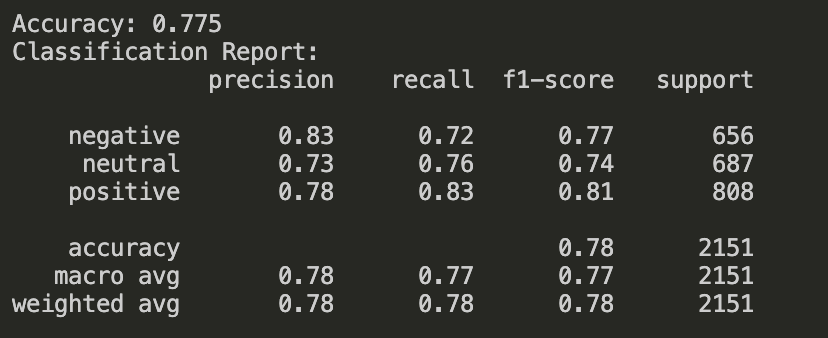 Accuracy: 0.775
Classification Report:
              precision    recall  f1-score   support

    negative       0.83      0.72      0.77       656
     neutral       0.73      0.76      0.74       687
    positive       0.78      0.83      0.81       808

    accuracy                           0.78      2151
   macro avg       0.78      0.77      0.77      2151
weighted avg       0.78      0.78      0.78      2151